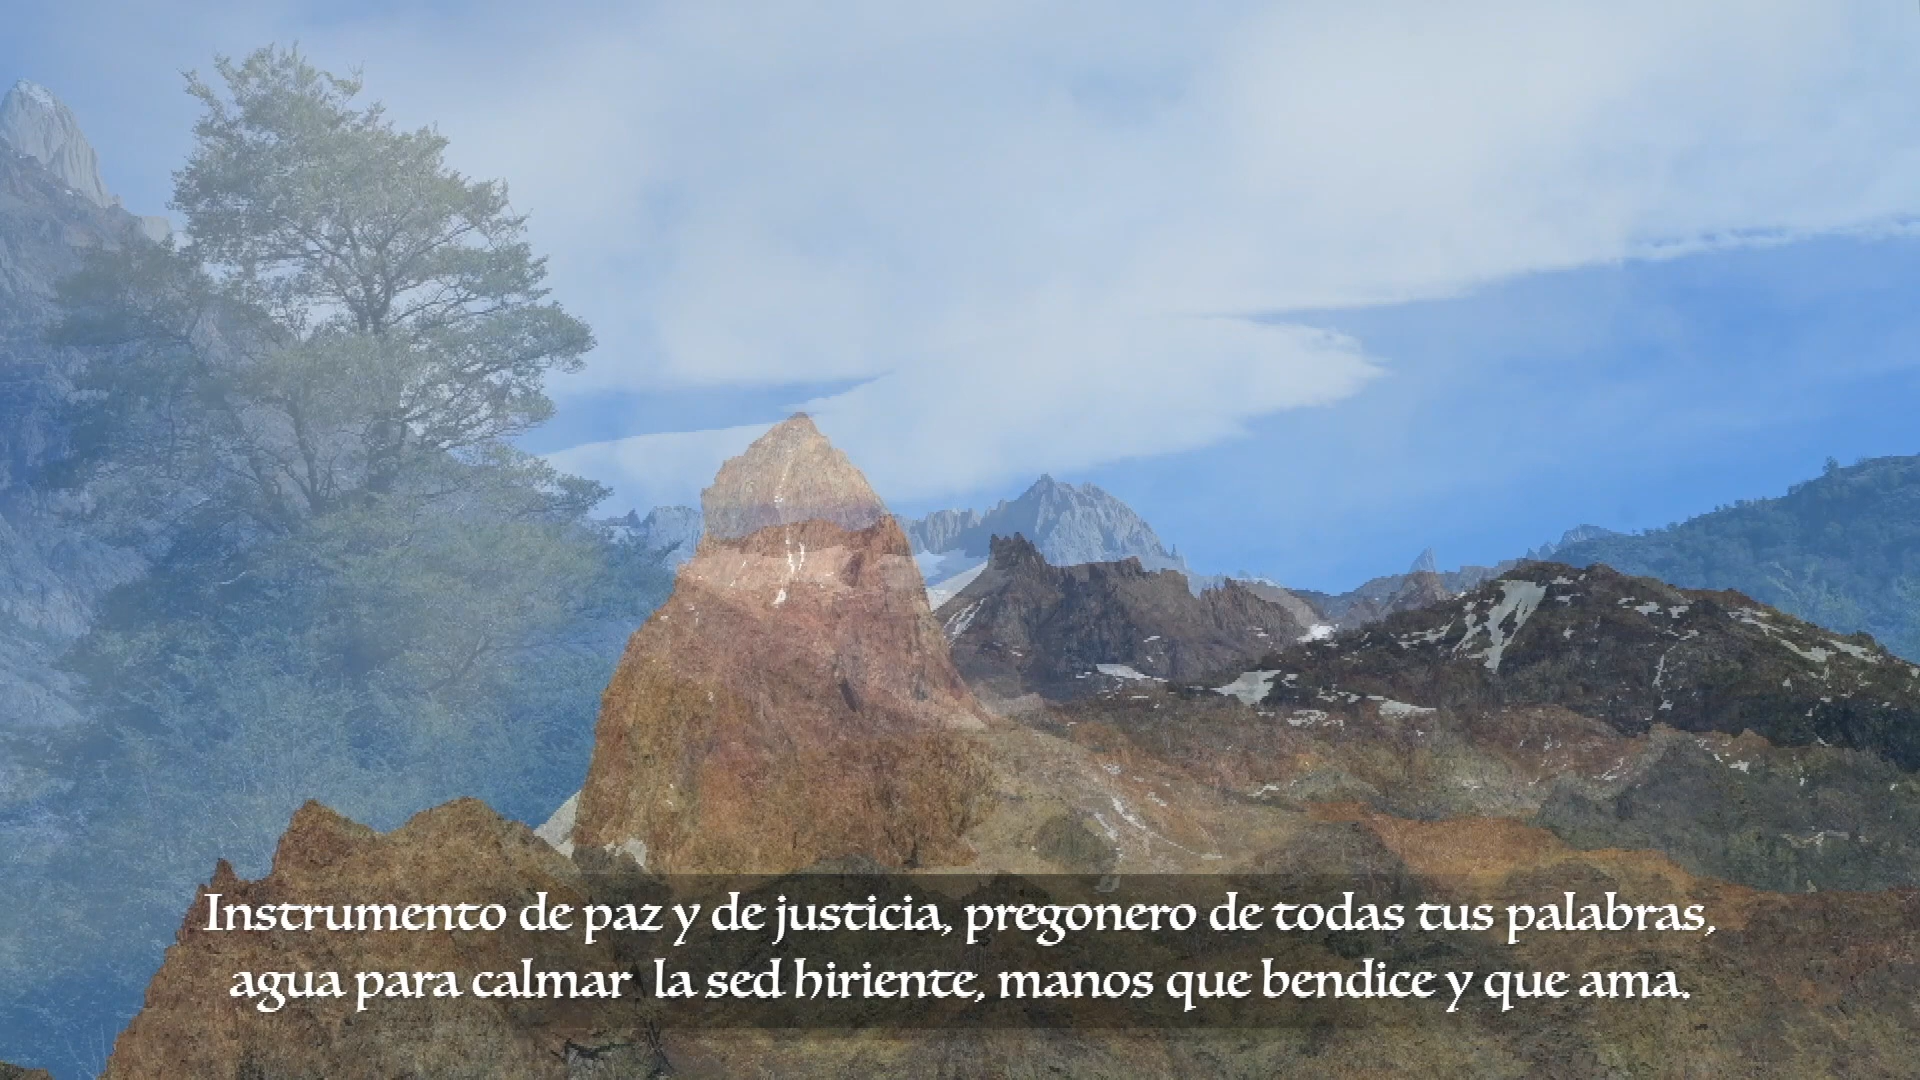 Instrumento de paz y de justicia, pregonero de todas tus palabras,
agua para calmar  la sed hiriente, manos que bendice y que ama.